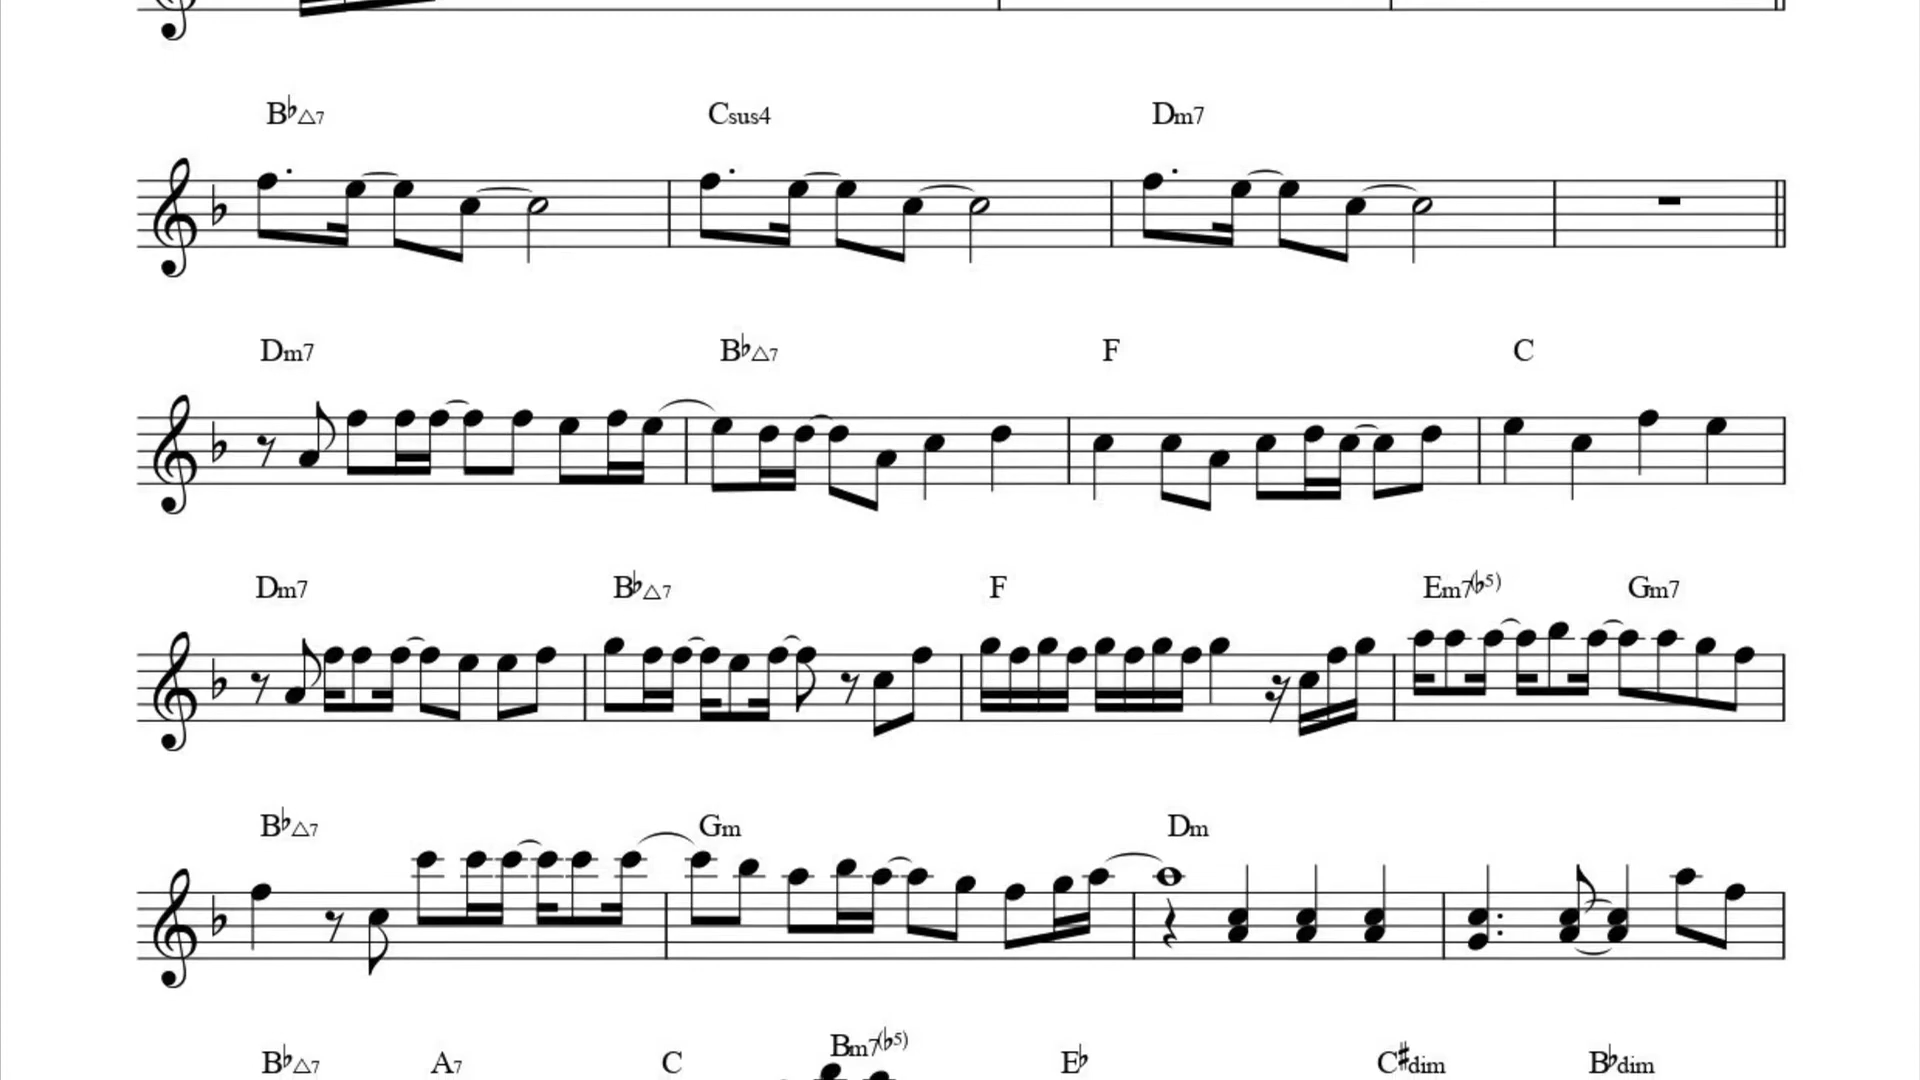 B♭△7 Csus4 Dm7
Dm7 B♭△7 F C
Dm7 B♭△7 F Em7(♭5) Gm7
B♭△7 Gm Dm
B♭△7 A7 C Bm7(♭5) E♭ C#dim B♭dim